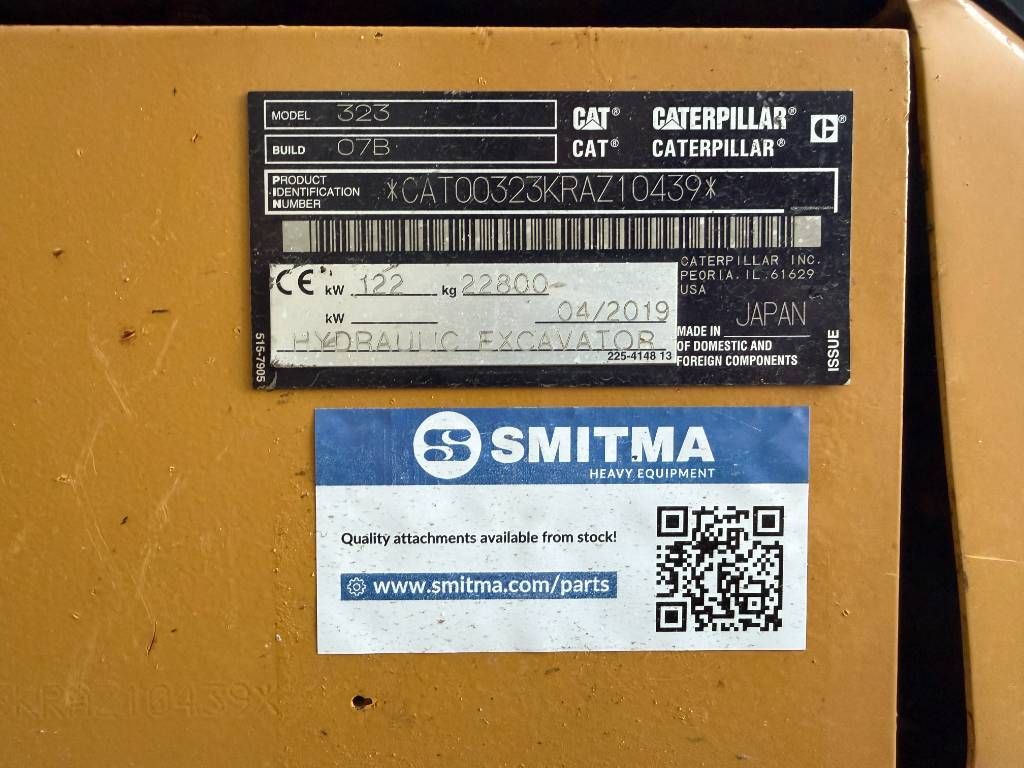 MODEL 323 CAT® CATERPILLAR® ®
BUILD 07B CAT® CATERPILLAR®
PRODUCT
IDENTIFICATION
NUMBER *CAT00323KRAZ10439*
CE kW 122 kg 22800
kW 04/2019
HYDRAULIC EXCAVATOR
225-4148 13
515-7905
CATERPILLAR INC.
PEORIA, IL 61629
USA
MADE IN JAPAN
OF DOMESTIC AND
FOREIGN COMPONENTS
ISSUE
SMITMA
HEAVY EQUIPMENT
Quality attachments available from stock!
www.smitma.com/parts
KRAZ10439*